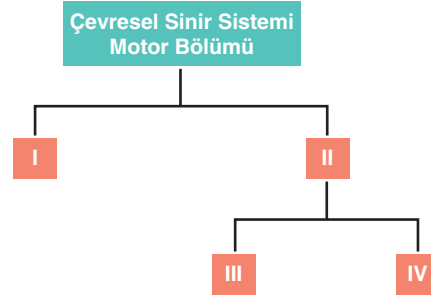 Çevresel Sinir Sistemi
Motor Bölümü
I
II
III
IV